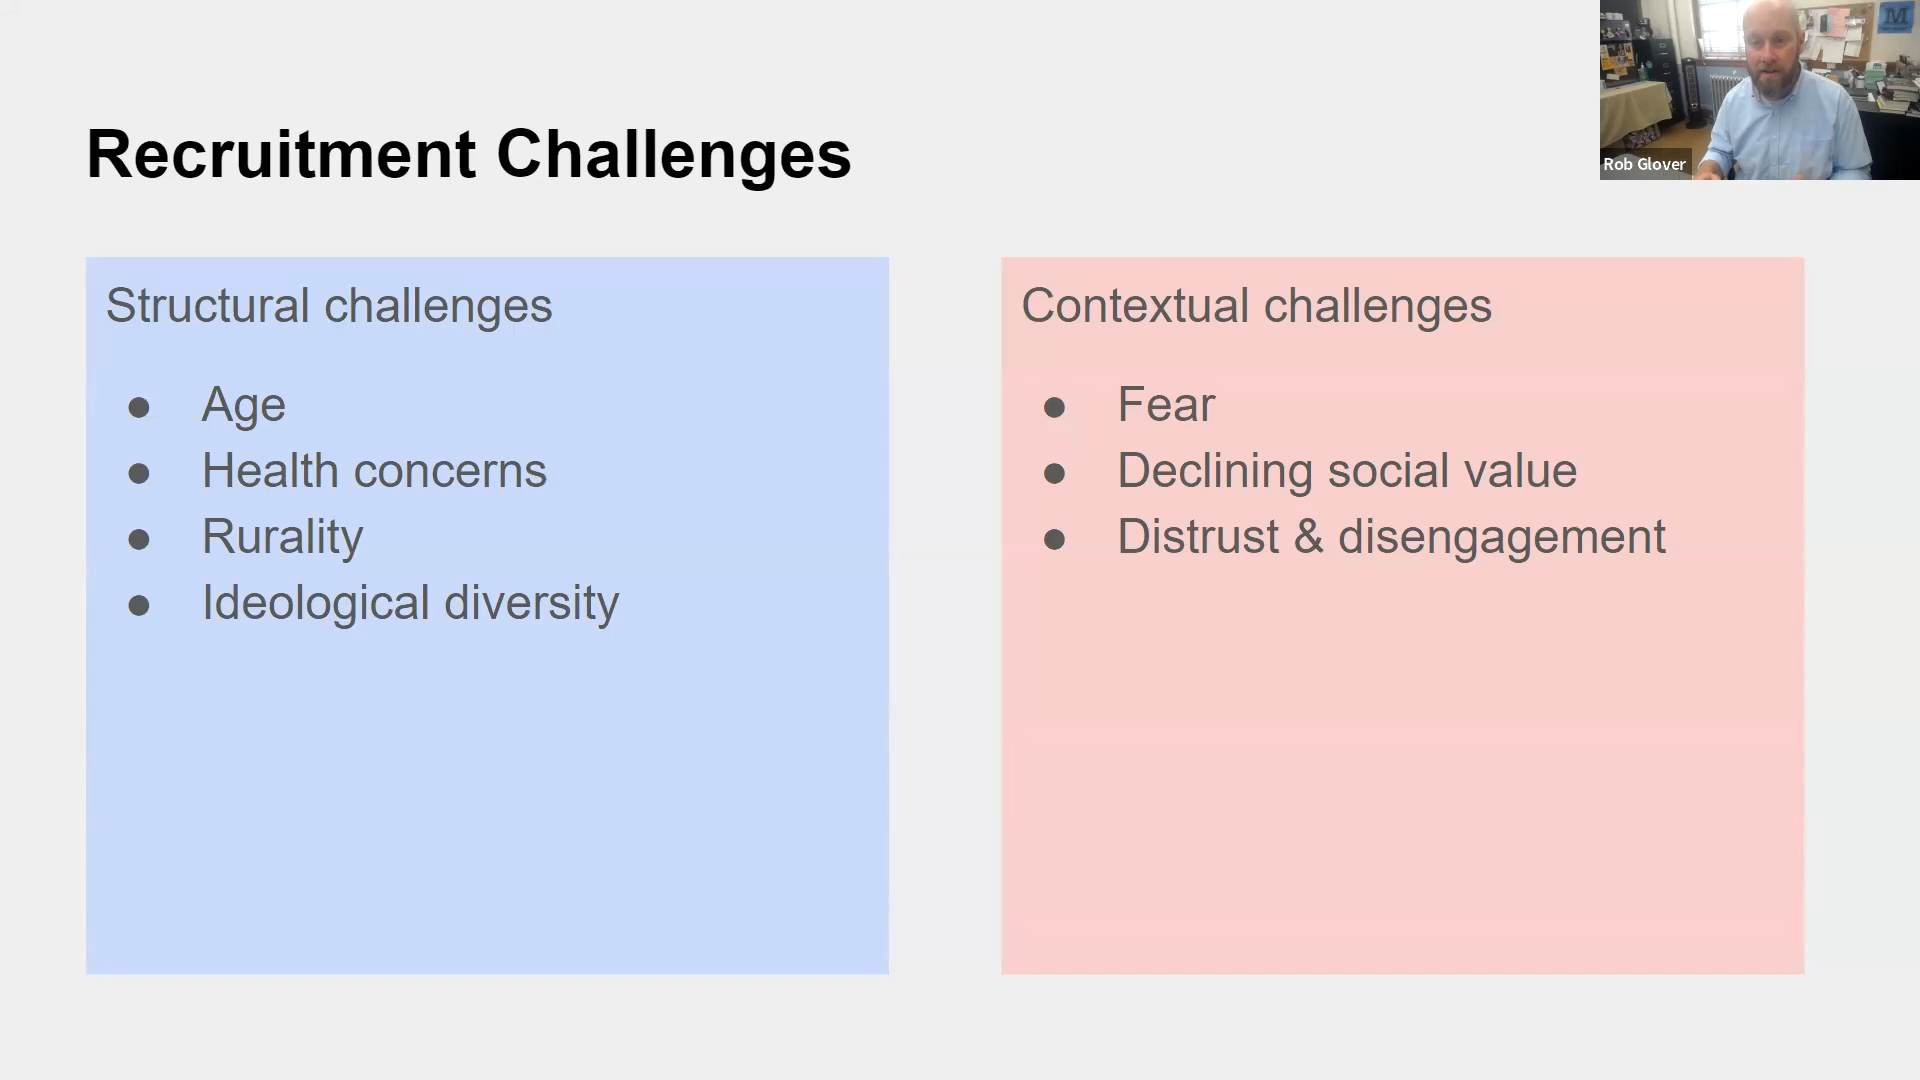 Recruitment Challenges
Rob Glover
Structural challenges
● Age
● Health concerns
● Rurality
● Ideological diversity
Contextual challenges
● Fear
● Declining social value
● Distrust & disengagement